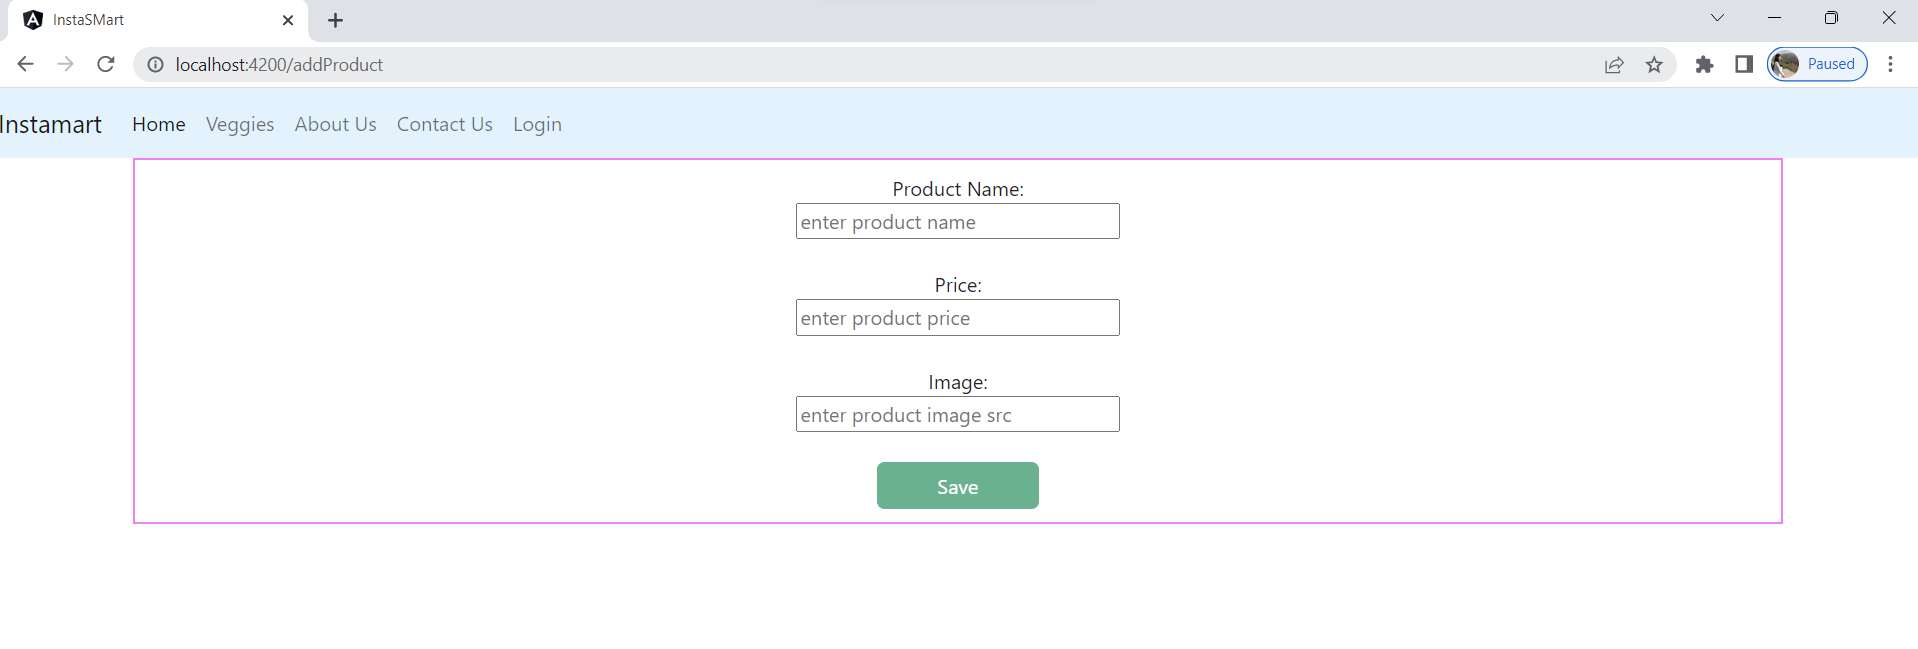 InstaSMart
localhost:4200/addProduct
Paused
Instamart Home Veggies About Us Contact Us Login
Product Name:
enter product name
Price:
enter product price
Image:
enter product image src
Save